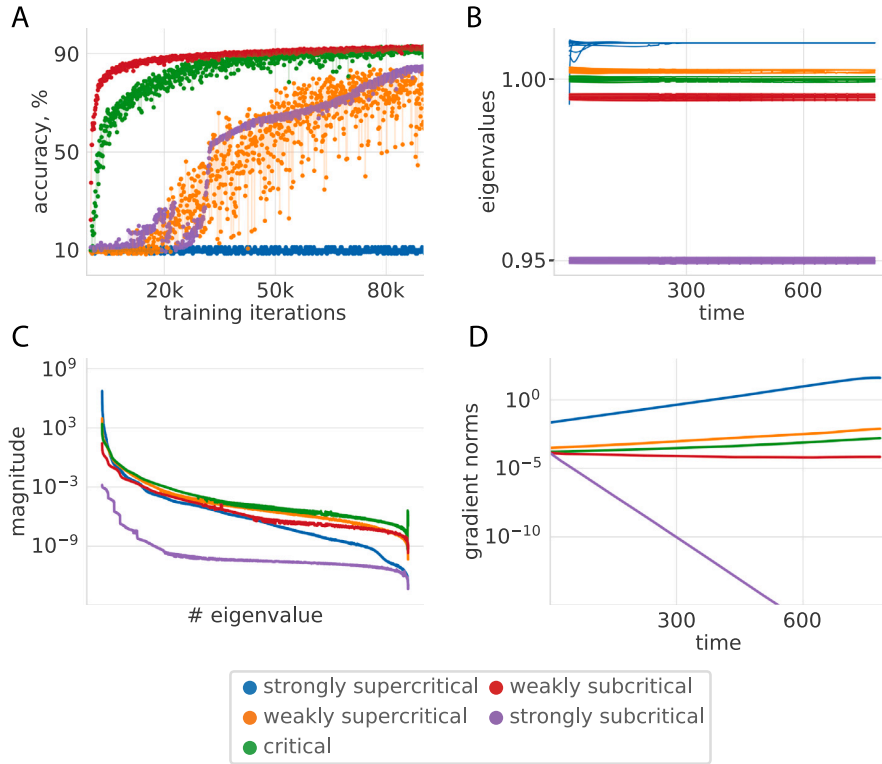 A
accuracy, %
90
50
10
20k 50k 80k
training iterations
B
eigenvalues
1.00
0.95
300 600
time
C
magnitude
10^9
10^3
10^−3
10^−9
# eigenvalue
D
gradient norms
10^0
10^−5
10^−10
300 600
time
strongly supercritical weakly subcritical
weakly supercritical strongly subcritical
critical